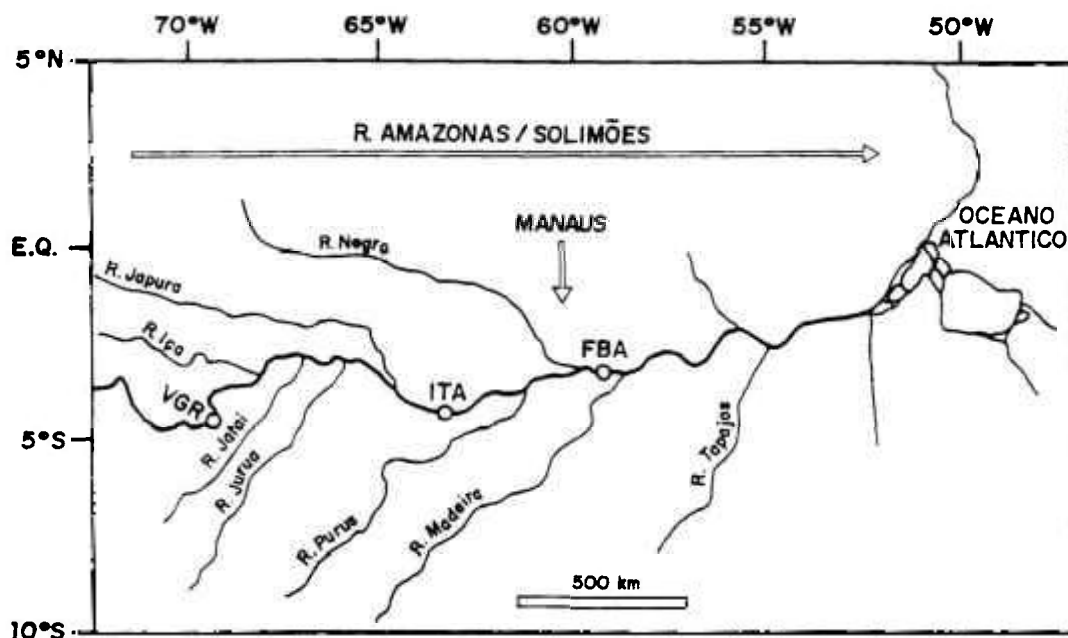 70°W 65°W 60°W 55°W 50°W
5°N
R. AMAZONAS / SOLIMÕES
MANAUS
OCEANO
ATLANTICO
E.Q.
R. Negra
R. Japura
R. Iça
FBA
ITA
VGR
5°S
R. Jatai
R. Jurua
R. Purus
R. Madeira
R. Tapajos
500 km
10°S